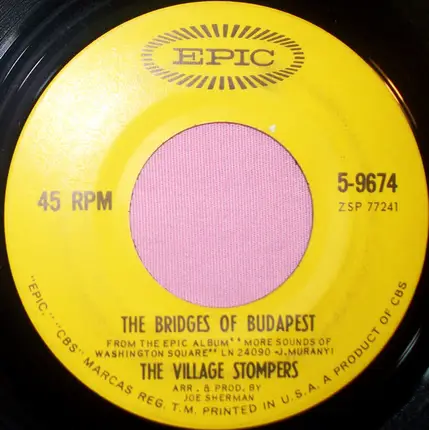 EPIC
45 RPM
5-9674
ZSP 77241
THE BRIDGES OF BUDAPEST
FROM THE EPIC ALBUM "MORE SOUNDS OF
WASHINGTON SQUARE" LN 24090 -J.MURANYI-
THE VILLAGE STOMPERS
ARR. & PROD. BY
JOE SHERMAN
"EPIC," "CBS" MARCAS REG. T.M. PRINTED IN U.S.A. A PRODUCT OF CBS